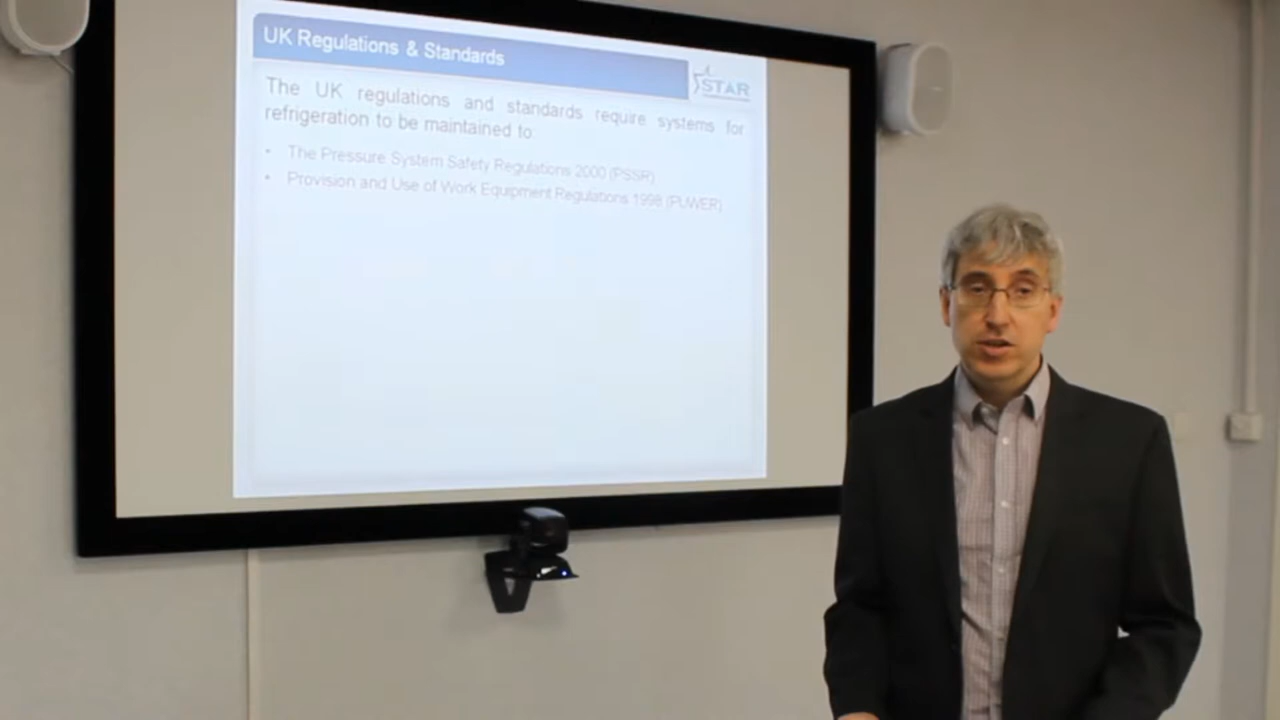 UK Regulations & Standards
STAR
The UK regulations and standards require systems for
refrigeration to be maintained to
• The Pressure System Safety Regulations 2000 (PSSR)
• Provision and Use of Work Equipment Regulations 1998 (PUWER)